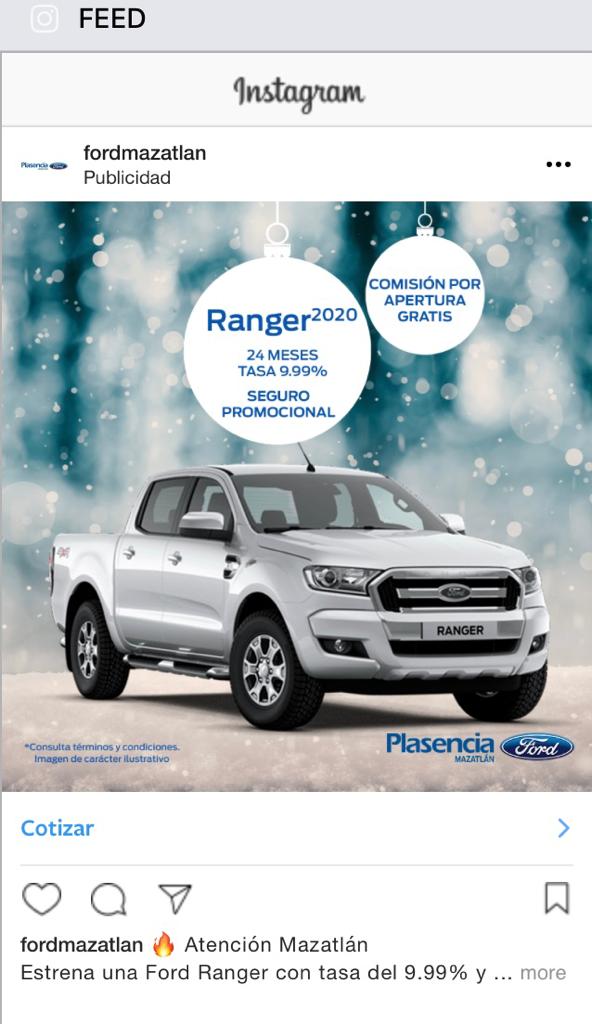 FEED
Instagram
Plasencia Ford
fordmazatlan
Publicidad
Ranger2020
24 MESES
TASA 9.99%
SEGURO
PROMOCIONAL
COMISIÓN POR
APERTURA
GRATIS
4x4
Ford
RANGER
*Consulta términos y condiciones.
Imagen de carácter ilustrativo
Plasencia
MAZATLÁN
Ford
Cotizar
fordmazatlan 🔥 Atención Mazatlán
Estrena una Ford Ranger con tasa del 9.99% y ... more